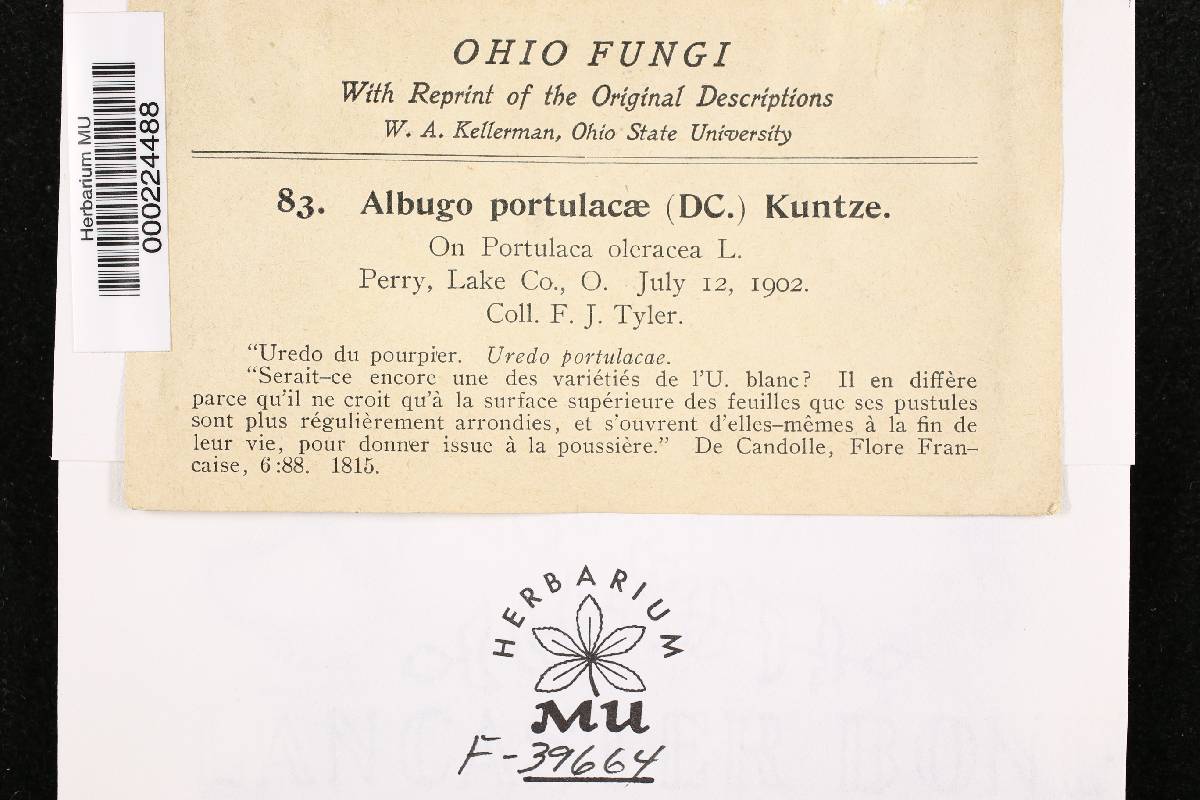 OHIO FUNGI
With Reprint of the Original Descriptions
W. A. Kellerman, Ohio State University
83. Albugo portulacæ (DC.) Kuntze.
On Portulaca oleracea L.
Perry, Lake Co., O. July 12, 1902.
Coll. F. J. Tyler.
“Uredo du pourpier. Uredo portulacae.
“Serait-ce encore une des variétiés de l'U. blanc? Il en diffère
parce qu'il ne croit qu'à la surface supérieure des feuilles que ses pustules
sont plus régulièrement arrondies, et s'ouvrent d'elles-mêmes à la fin de
leur vie, pour donner issue à la poussière.” De Candolle, Flore Fran-
caise, 6:88. 1815.
Herbarium MU
000224488
HERBARIUM
MU
F-39664